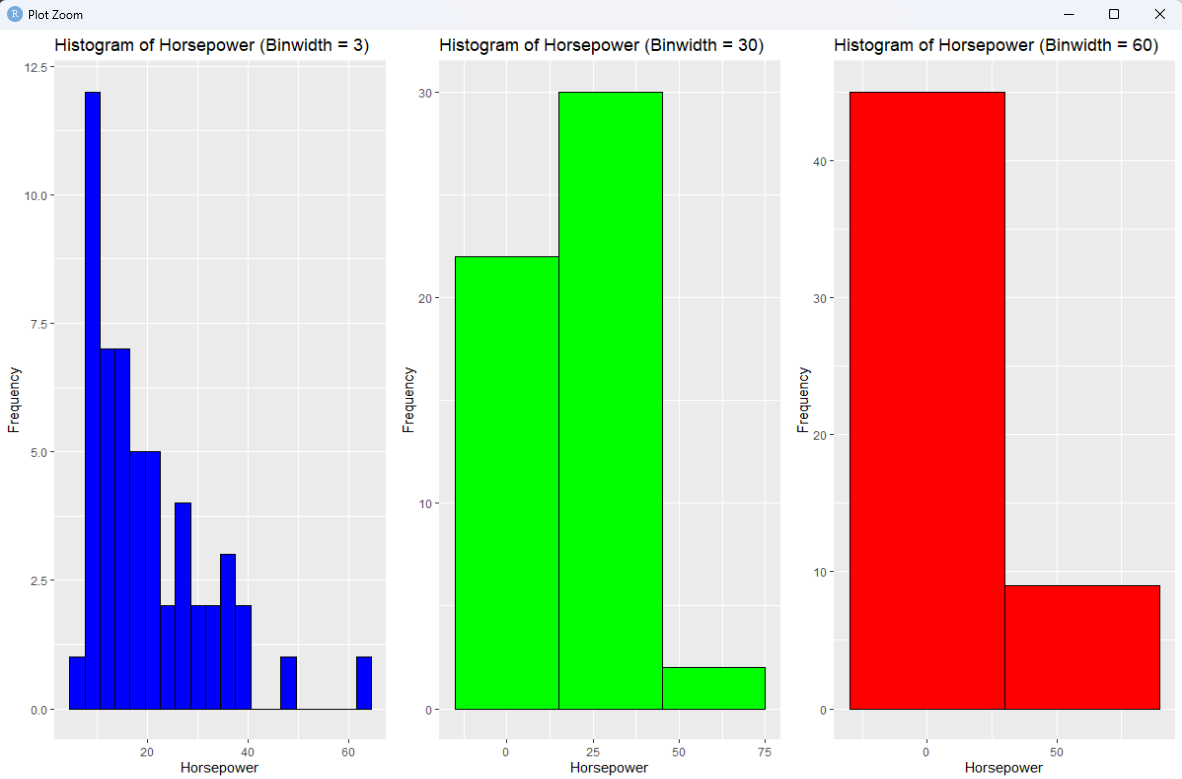 R Plot Zoom
Histogram of Horsepower (Binwidth = 3)
12.5
10.0
7.5
5.0
2.5
0.0
Frequency
20 40 60
Horsepower
Histogram of Horsepower (Binwidth = 30)
30
20
10
0
Frequency
0 25 50 75
Horsepower
Histogram of Horsepower (Binwidth = 60)
40
30
20
10
0
Frequency
0 50
Horsepower